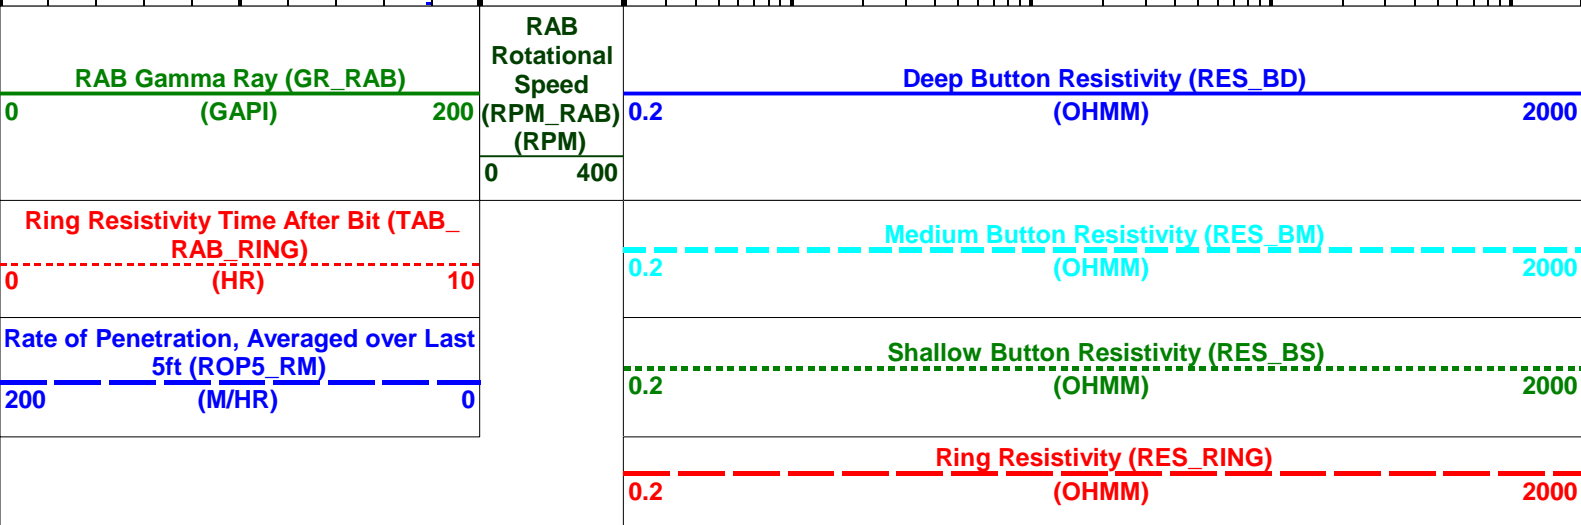 RAB Gamma Ray (GR_RAB)
0 (GAPI) 200
RAB
Rotational
Speed
(RPM_RAB)
(RPM)
0 400
Deep Button Resistivity (RES_BD)
0.2 (OHMM) 2000
Ring Resistivity Time After Bit (TAB_
RAB_RING)
0 (HR) 10
Medium Button Resistivity (RES_BM)
0.2 (OHMM) 2000
Rate of Penetration, Averaged over Last
5ft (ROP5_RM)
200 (M/HR) 0
Shallow Button Resistivity (RES_BS)
0.2 (OHMM) 2000
Ring Resistivity (RES_RING)
0.2 (OHMM) 2000